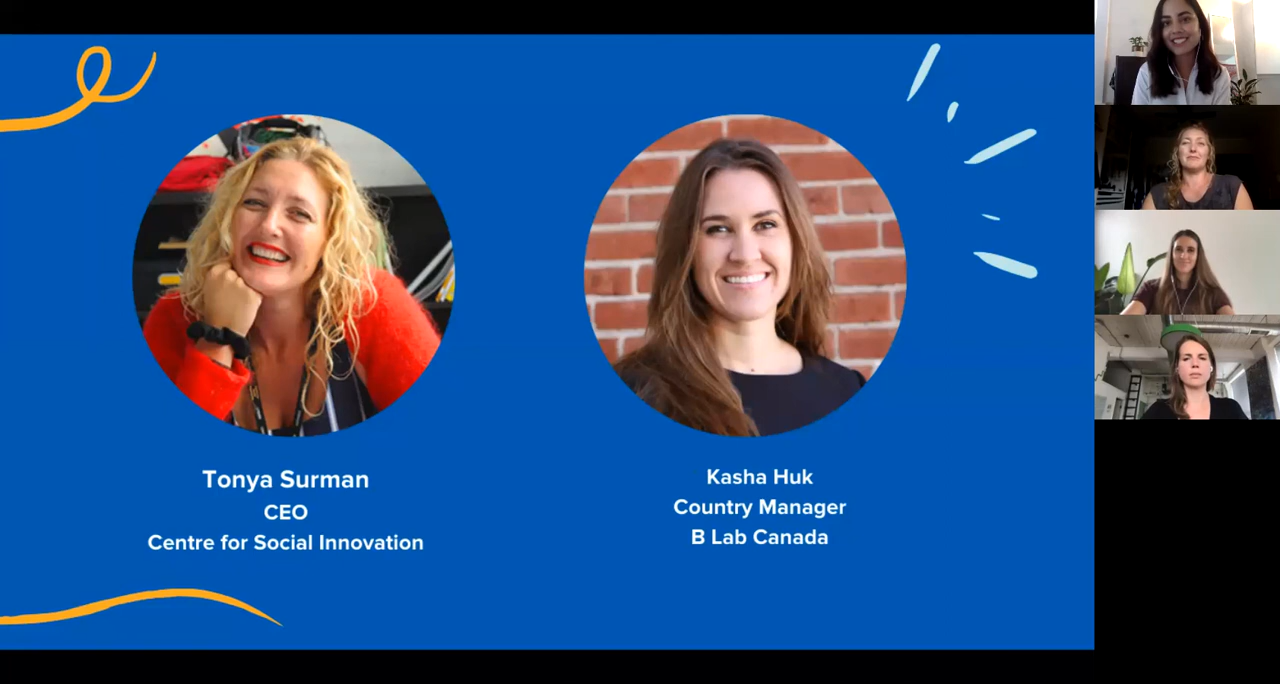 Tonya Surman
CEO
Centre for Social Innovation
Kasha Huk
Country Manager
B Lab Canada